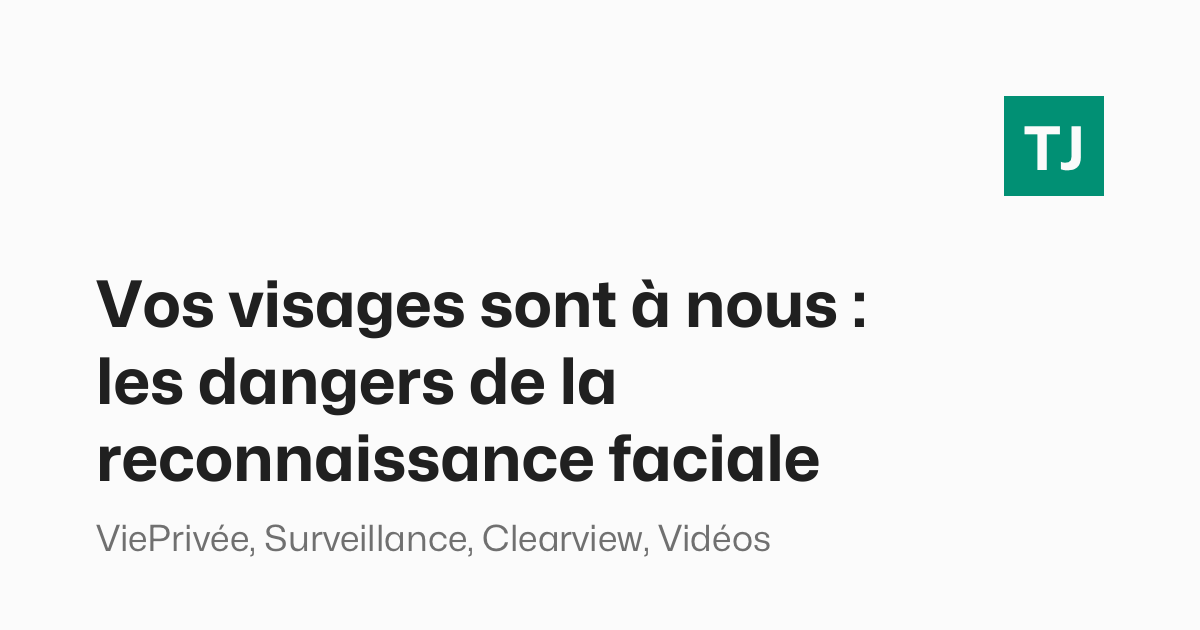 TJ
Vos visages sont à nous :
les dangers de la
reconnaissance faciale
ViePrivée, Surveillance, Clearview, Vidéos